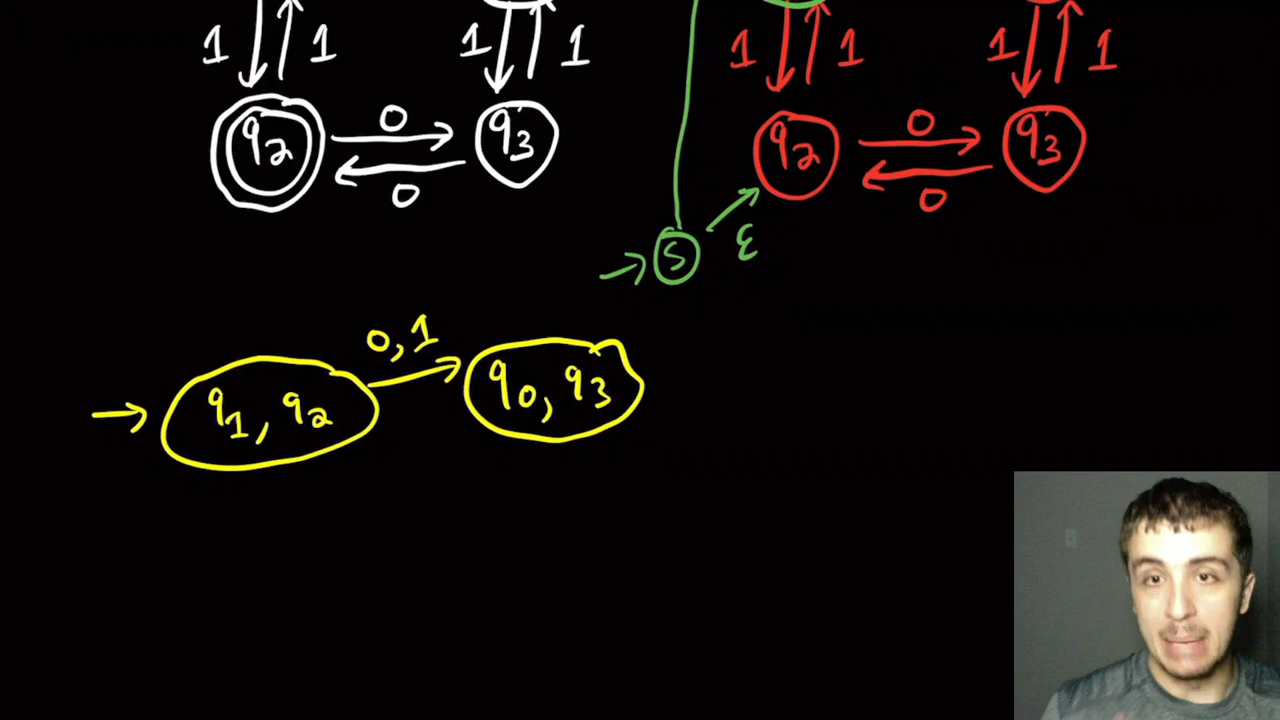 1 1 1 1 1 1 1 1
0 0
q2 q3 q2 q3
0 0
S ε
0,1
q1, q2 q0, q3